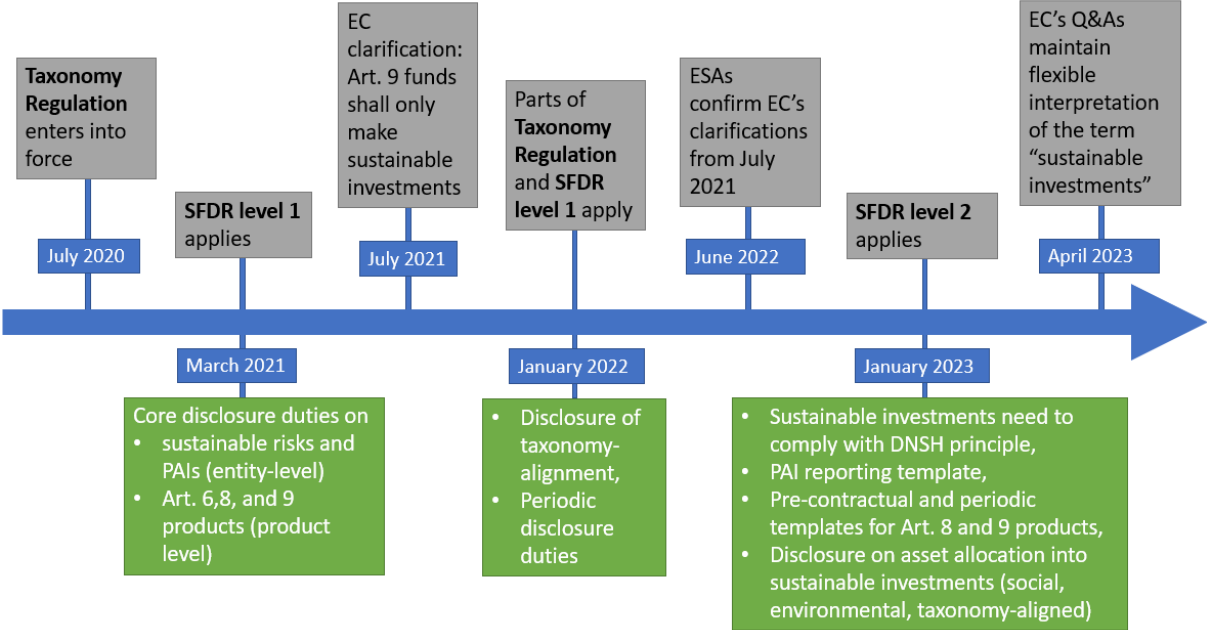 Taxonomy
Regulation
enters into
force
July 2020
SFDR level 1
applies
March 2021
Core disclosure duties on
• sustainable risks and
PAIs (entity-level)
• Art. 6,8, and 9
products (product
level)
EC
clarification:
Art. 9 funds
shall only
make
sustainable
investments
July 2021
Parts of
Taxonomy
Regulation
and SFDR
level 1 apply
January 2022
• Disclosure of
taxonomy-
alignment,
• Periodic
disclosure
duties
ESAs
confirm EC’s
clarifications
from July
2021
June 2022
SFDR level 2
applies
January 2023
• Sustainable investments need to
comply with DNSH principle,
• PAI reporting template,
• Pre-contractual and periodic
templates for Art. 8 and 9 products,
• Disclosure on asset allocation into
sustainable investments (social,
environmental, taxonomy-aligned)
EC’s Q&As
maintain
flexible
interpretation
of the term
“sustainable
investments”
April 2023